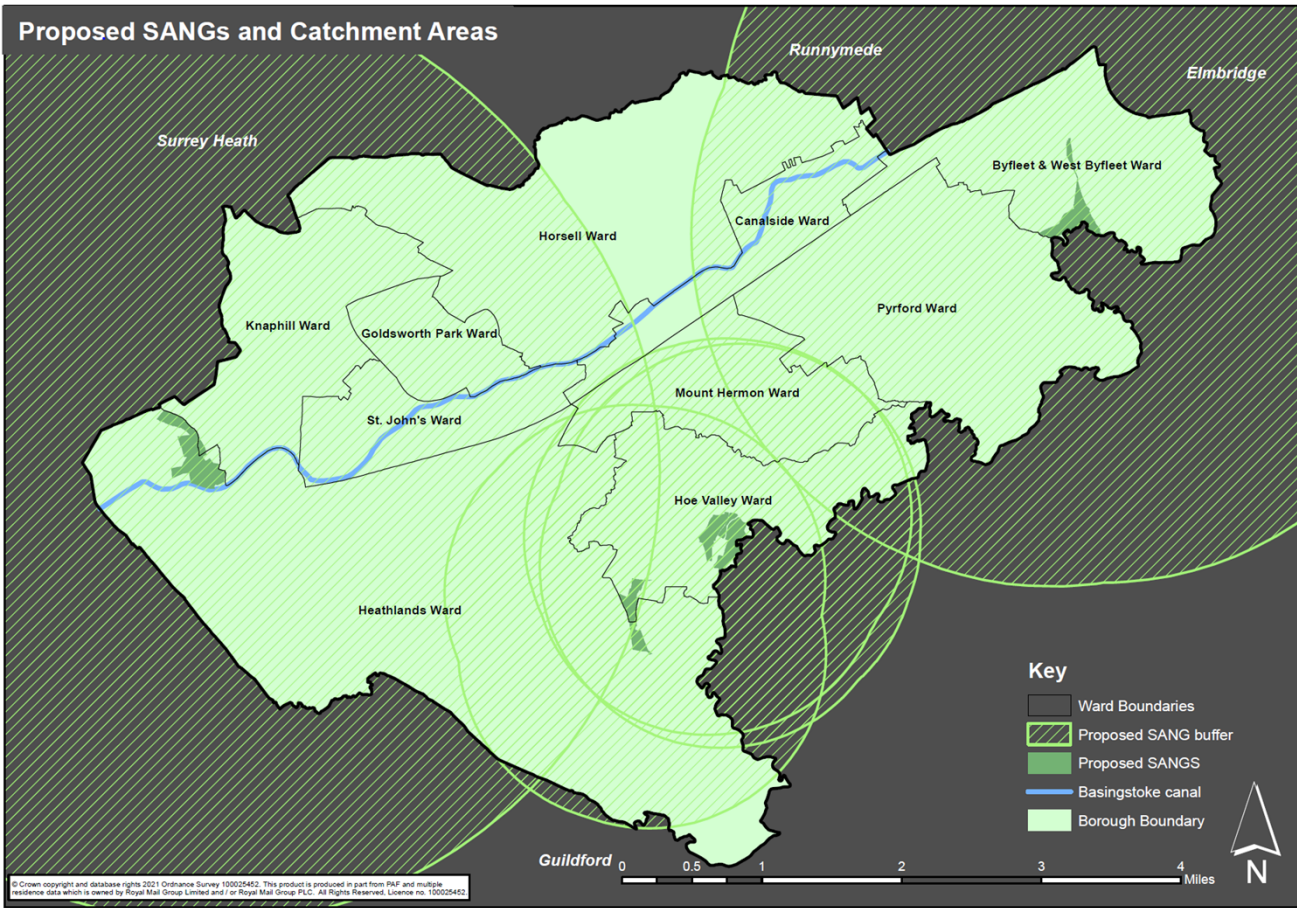 Proposed SANGs and Catchment Areas
Runnymede
Elmbridge
Surrey Heath
Byfleet & West Byfleet Ward
Canalside Ward
Horsell Ward
Pyrford Ward
Knaphill Ward
Goldsworth Park Ward
Mount Hermon Ward
St. John's Ward
Hoe Valley Ward
Heathlands Ward
Key
Ward Boundaries
Proposed SANG buffer
Proposed SANGS
Basingstoke canal
Borough Boundary
Guildford
0 0.5 1 2 3 4
Miles
N
© Crown copyright and database rights 2021 Ordnance Survey 100025452. This product is produced in part from PAF and multiple
residence data which is owned by Royal Mail Group Limited and / or Royal Mail Group PLC. All Rights Reserved, Licence no. 100025452.